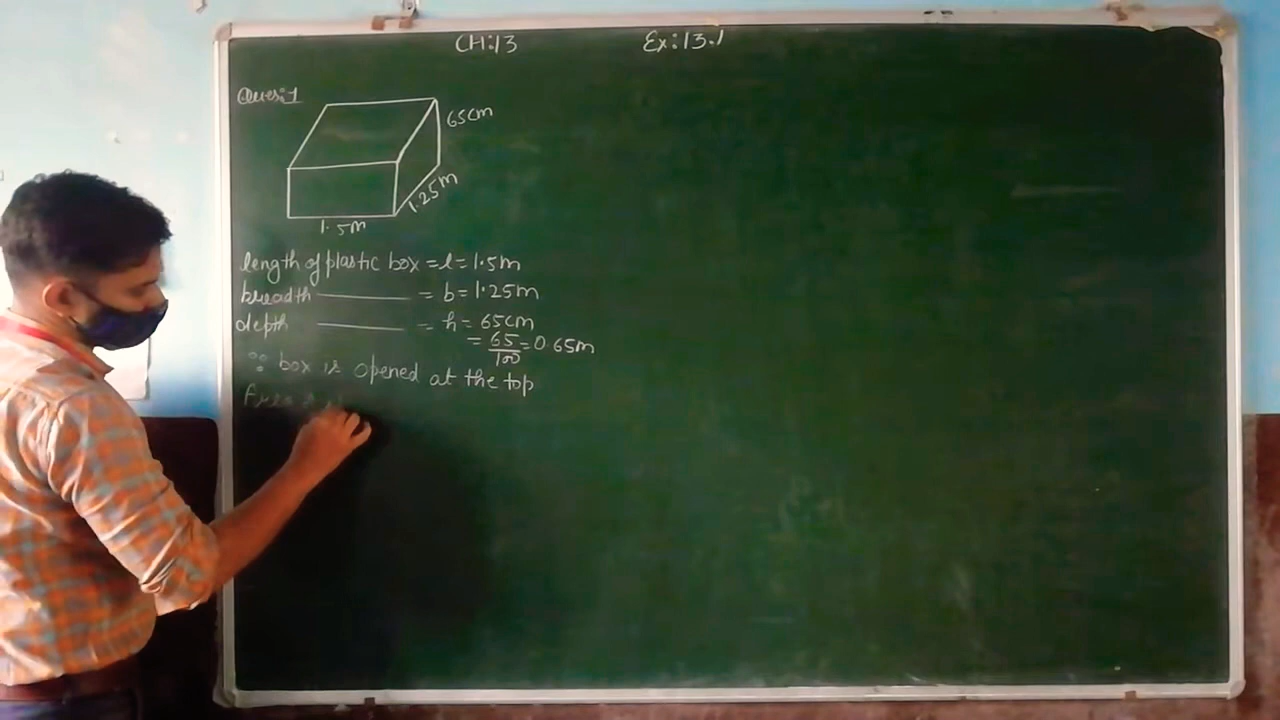 CH:13 Ex:13.1
Ques:1
65cm
1.25m
1.5m
length of plastic box = l = 1.5m
breadth ——— = b = 1.25m
depth ——— = h = 65cm
= 65/100 = 0.65m
∵ box is opened at the top